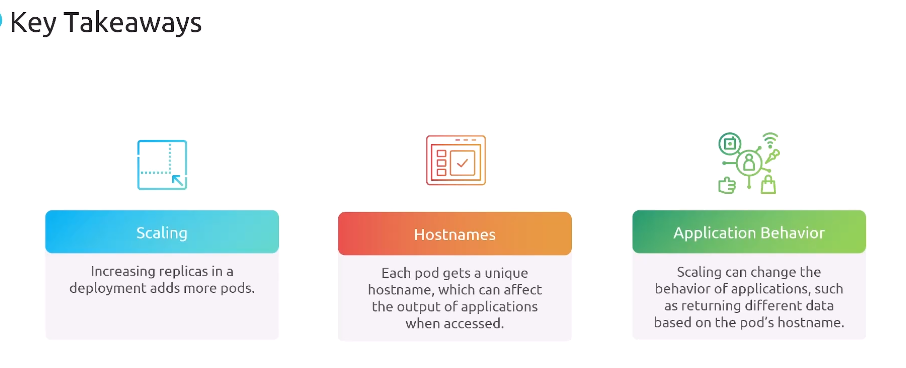 Key Takeaways
Scaling
Increasing replicas in a
deployment adds more pods.
Hostnames
Each pod gets a unique
hostname, which can affect
the output of applications
when accessed.
Application Behavior
Scaling can change the
behavior of applications, such
as returning different data
based on the pod's hostname.